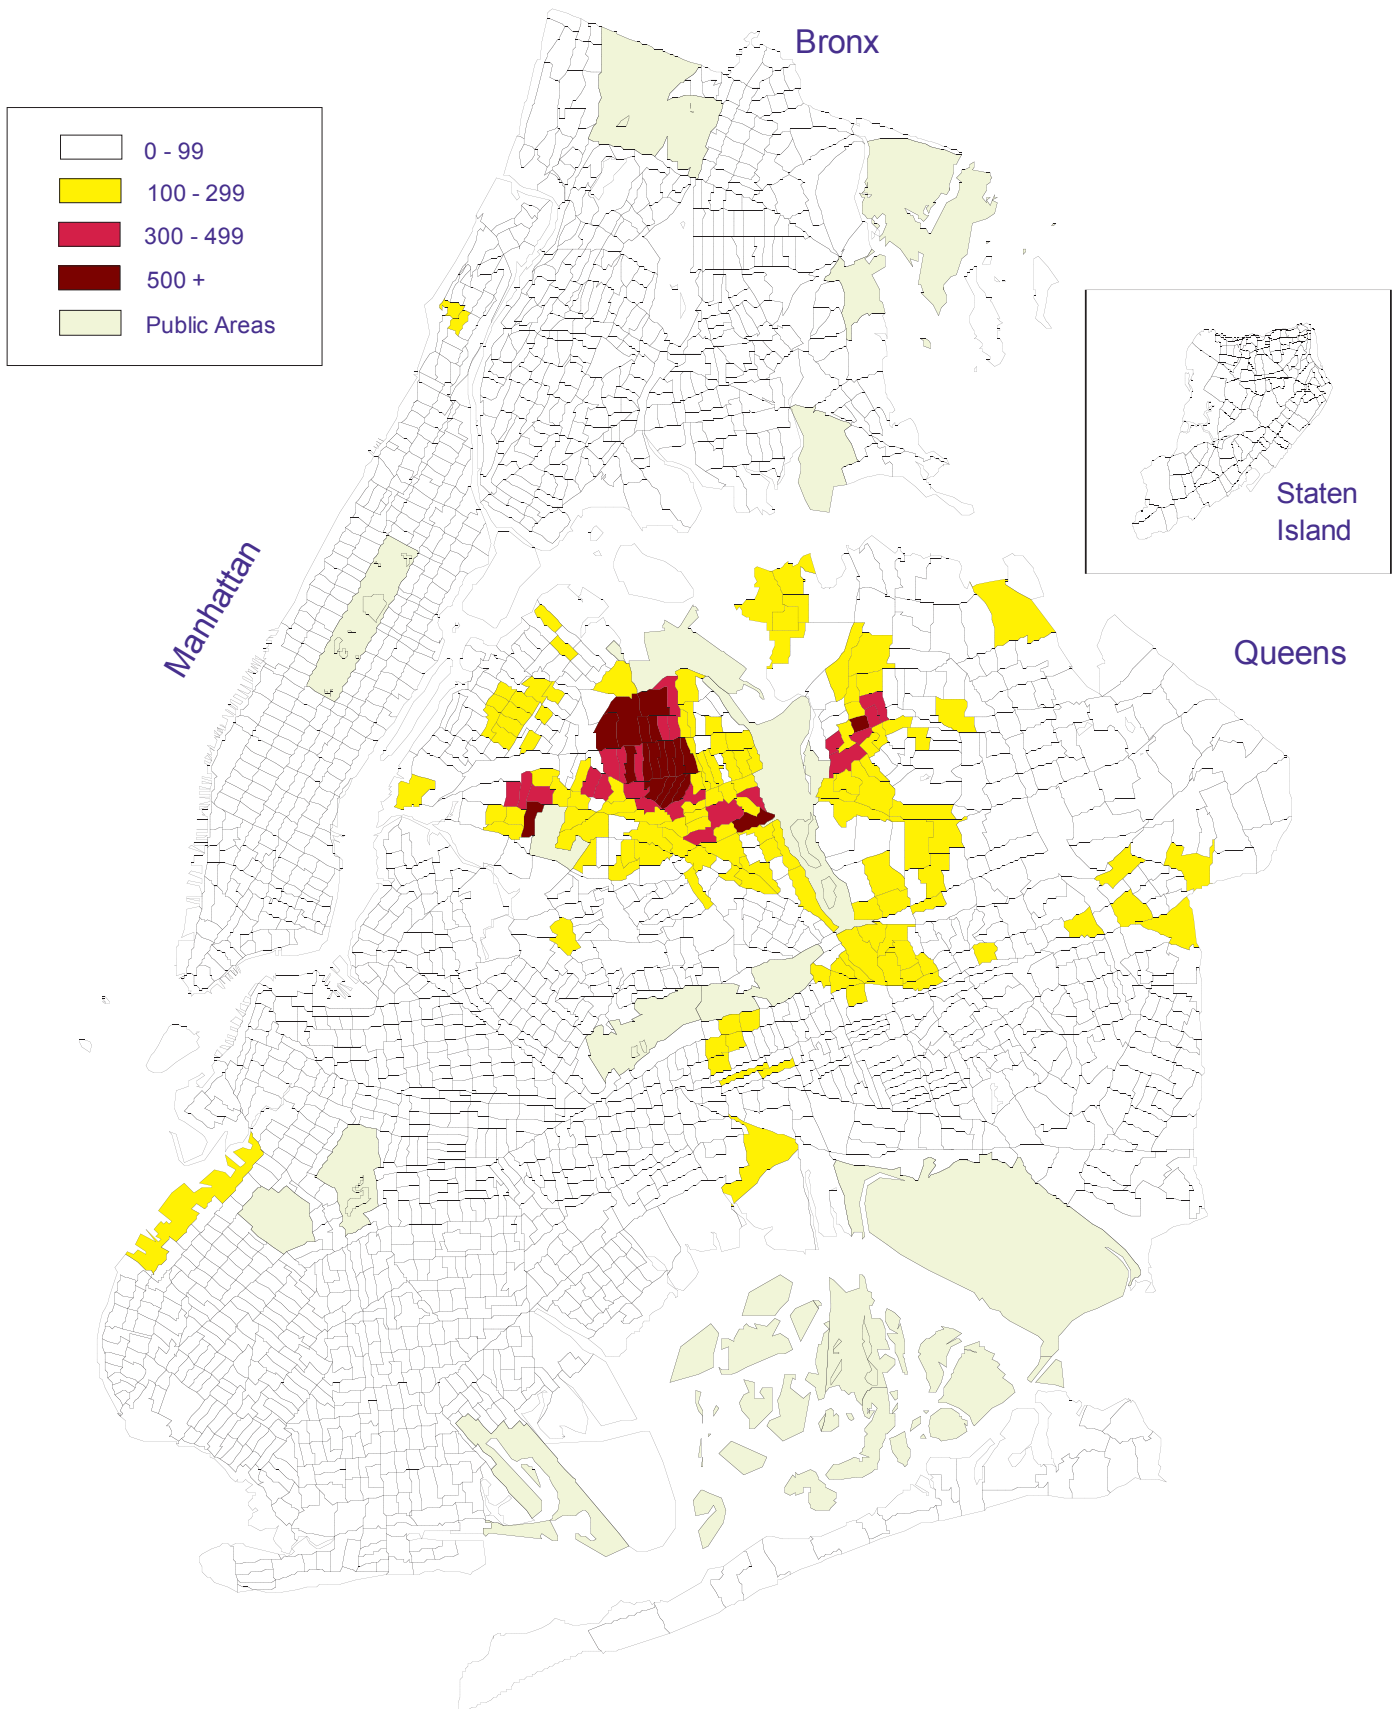 Bronx
0 - 99
100 - 299
300 - 499
500 +
Public Areas
Staten
Island
Manhattan
Queens